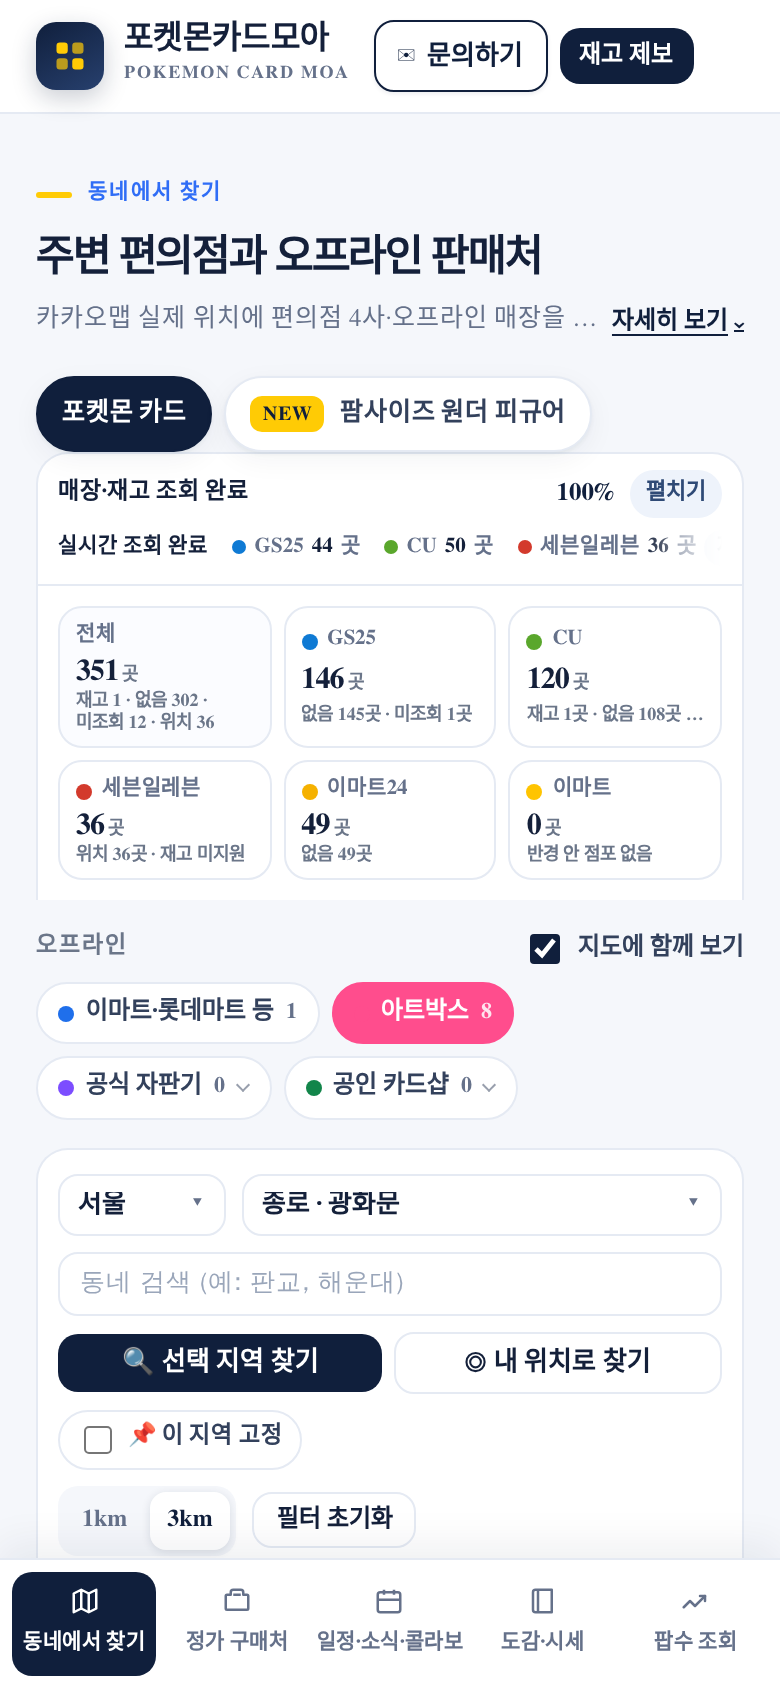 포켓몬카드모아
POKEMON CARD MOA
✉ 문의하기
재고 제보
동네에서 찾기
주변 편의점과 오프라인 판매처
카카오맵 실제 위치에 편의점 4사·오프라인 매장을 … 자세히 보기
포켓몬 카드
NEW 팜사이즈 원더 피규어
매장·재고 조회 완료 100% 펼치기
실시간 조회 완료 GS25 44 곳 CU 50 곳 세븐일레븐 36 곳
전체
351곳
재고 1 · 없음 302 ·
미조회 12 · 위치 36
GS25
146곳
없음 145곳 · 미조회 1곳
CU
120곳
재고 1곳 · 없음 108곳 …
세븐일레븐
36곳
위치 36곳 · 재고 미지원
이마트24
49곳
없음 49곳
이마트
0곳
반경 안 점포 없음
오프라인 지도에 함께 보기
이마트·롯데마트 등 1 아트박스 8
공식 자판기 0 공인 카드샵 0
서울 종로 · 광화문
동네 검색 (예: 판교, 해운대)
🔍 선택 지역 찾기 ◎ 내 위치로 찾기
📌 이 지역 고정
1km 3km 필터 초기화
동네에서 찾기 정가 구매처 일정·소식·콜라보 도감·시세 팝수 조회